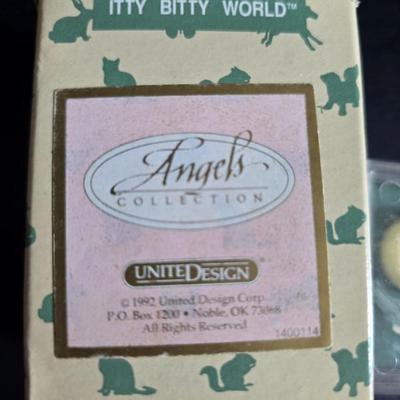 ITTY BITTY WORLD™
Angels
COLLECTION
UNITEDESIGN®
© 1992 United Design Corp.
P.O. Box 1200 • Noble, OK 73068
All Rights Reserved
1400114